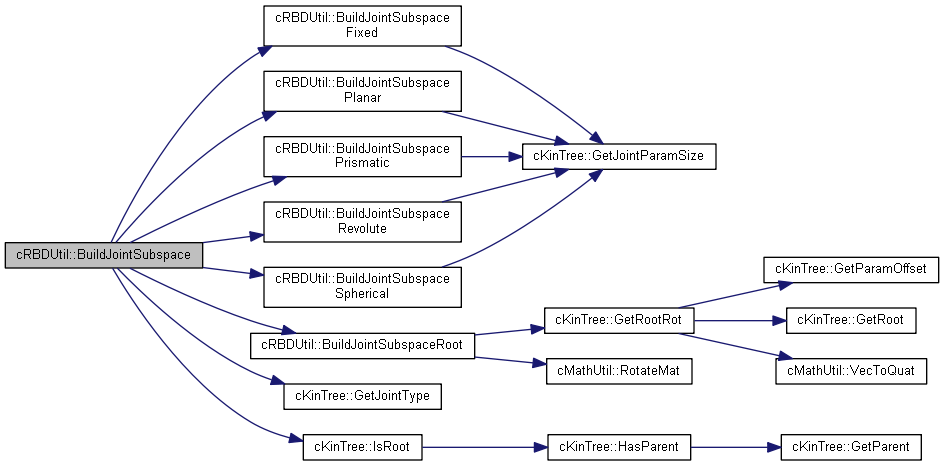 cRBDUtil::BuildJointSubspace
Fixed
cRBDUtil::BuildJointSubspace
Planar
cRBDUtil::BuildJointSubspace
Prismatic
cKinTree::GetJointParamSize
cRBDUtil::BuildJointSubspace
Revolute
cRBDUtil::BuildJointSubspace
cRBDUtil::BuildJointSubspace
Spherical
cKinTree::GetParamOffset
cKinTree::GetRootRot
cKinTree::GetRoot
cRBDUtil::BuildJointSubspaceRoot
cMathUtil::RotateMat
cMathUtil::VecToQuat
cKinTree::GetJointType
cKinTree::IsRoot
cKinTree::HasParent
cKinTree::GetParent